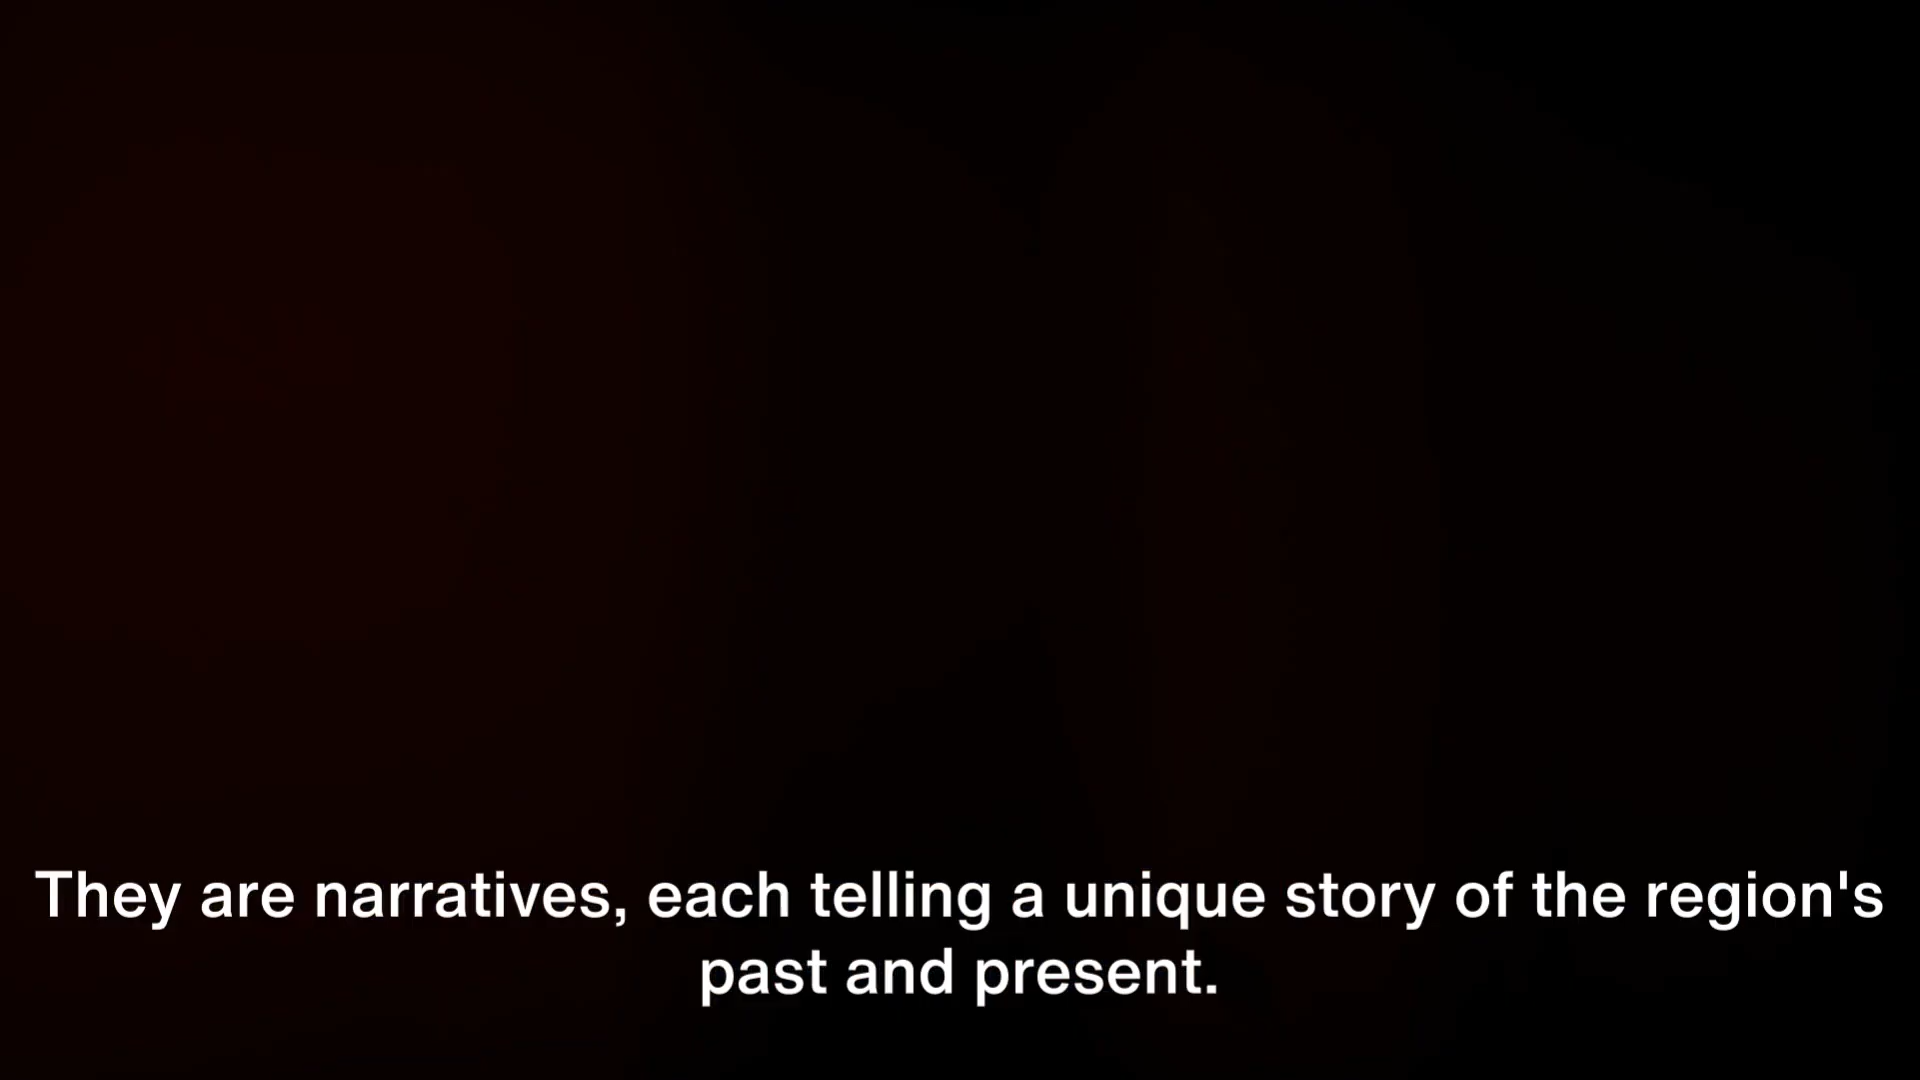 They are narratives, each telling a unique story of the region's
past and present.